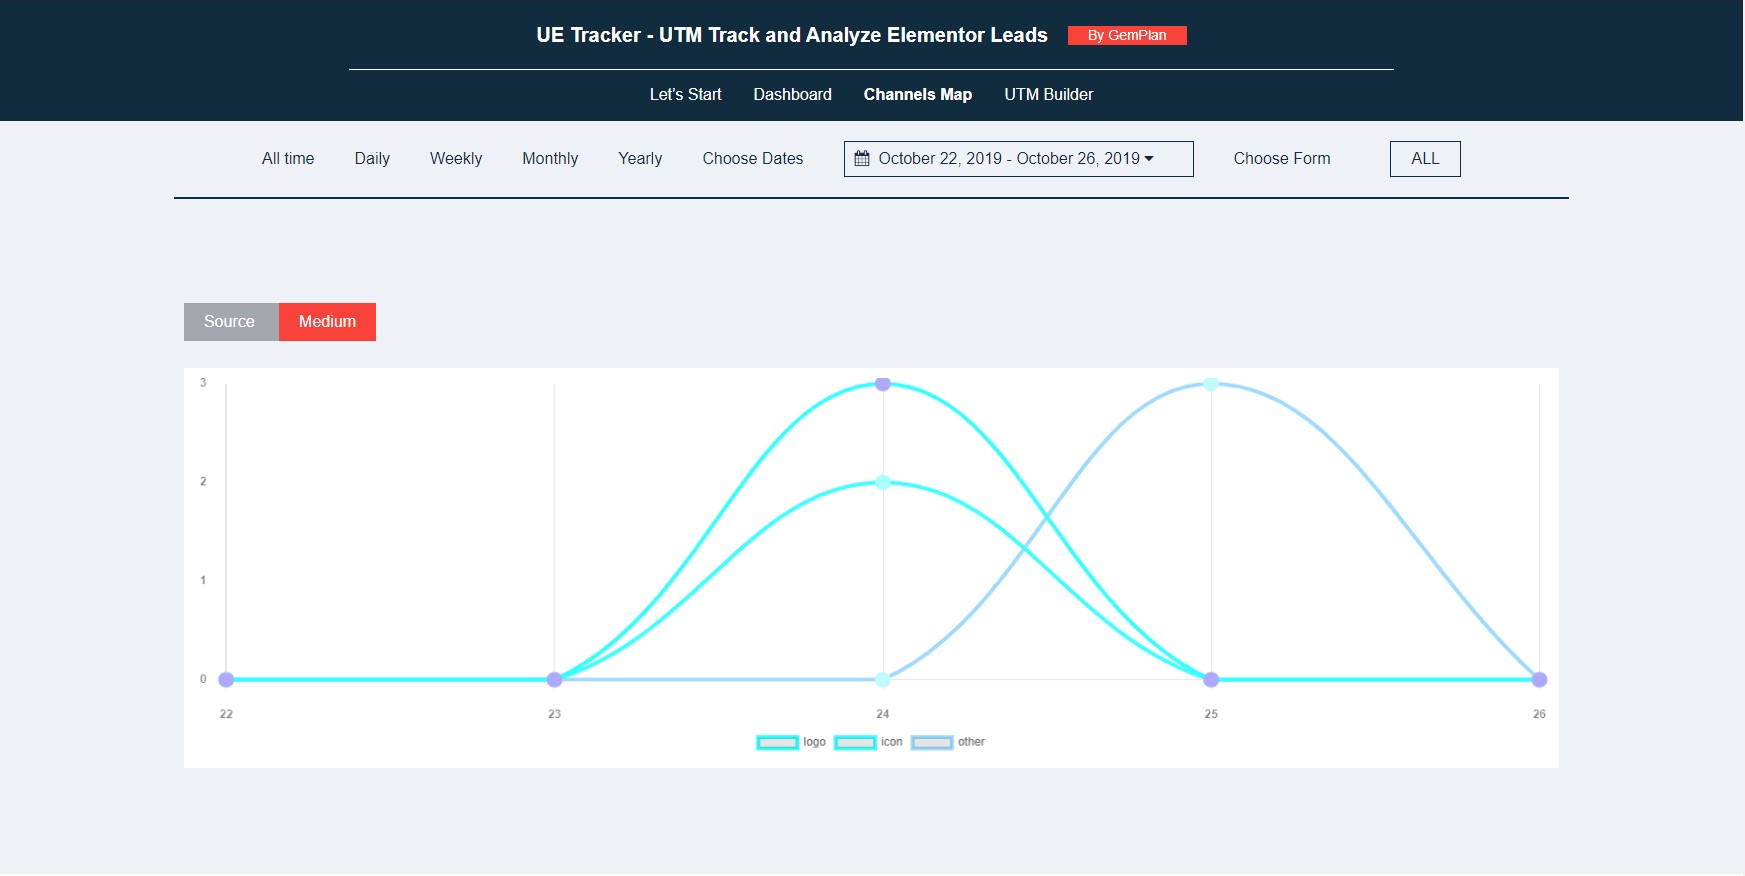 UE Tracker - UTM Track and Analyze Elementor Leads By GemPlan
Let's Start Dashboard Channels Map UTM Builder
All time Daily Weekly Monthly Yearly Choose Dates October 22, 2019 - October 26, 2019 Choose Form ALL
Source Medium
3
2
1
0
22 23 24 25 26
logo icon other